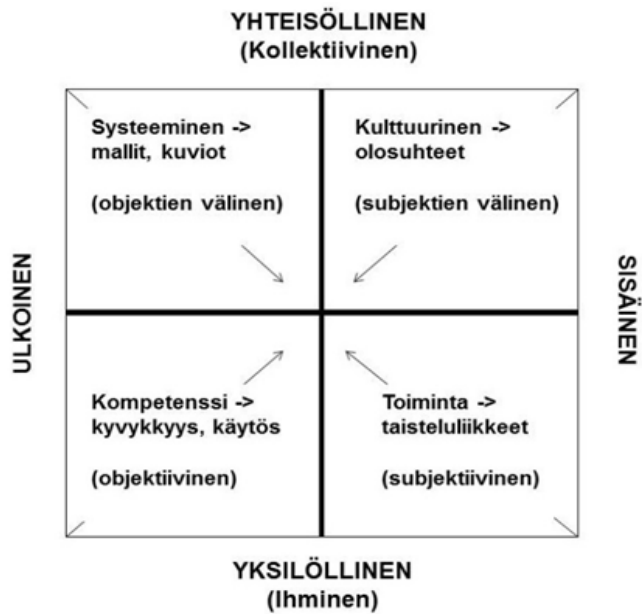 YHTEISÖLLINEN
(Kollektiivinen)
Systeeminen ->
mallit, kuviot
(objektien välinen)
Kulttuurinen ->
olosuhteet
(subjektien välinen)
ULKOINEN
SISÄINEN
Kompetenssi ->
kyvykkyys, käytös
(objektiivinen)
Toiminta ->
taisteluliikkeet
(subjektiivinen)
YKSILÖLLINEN
(Ihminen)